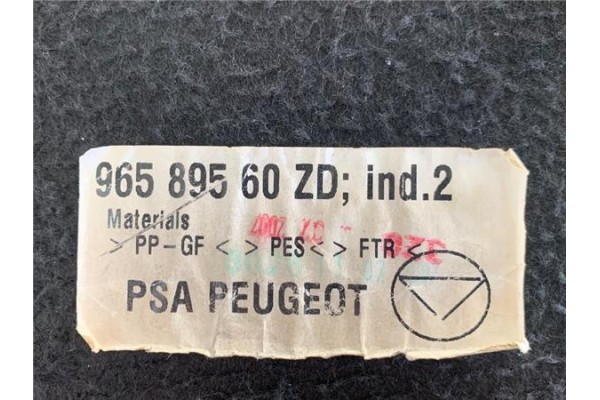 965 895 60 ZD; ind.2
Materials
> PP-GF < > PES < > FTR <
PSA PEUGEOT